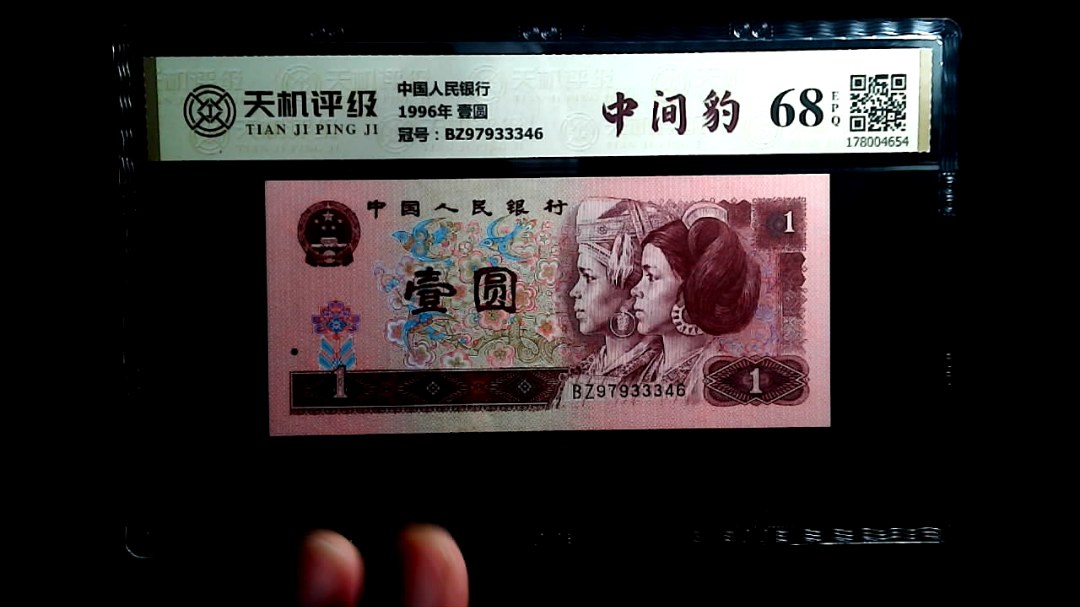 天机评级
TIAN JI PING JI
中国人民银行
1996年 壹圆
冠号：BZ97933346
中间豹
68
EPQ
178004654
中国人民银行
壹圆
1
1
BZ97933346
1